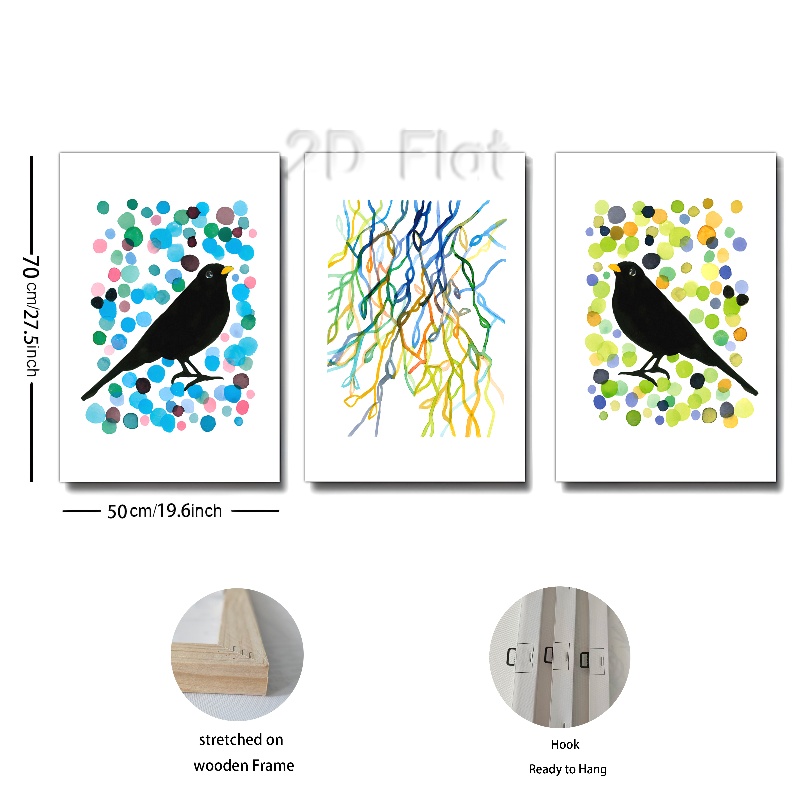 2D Flat
70 cm/27.5inch
50 cm/19.6inch
stretched on
wooden Frame
Hook
Ready to Hang